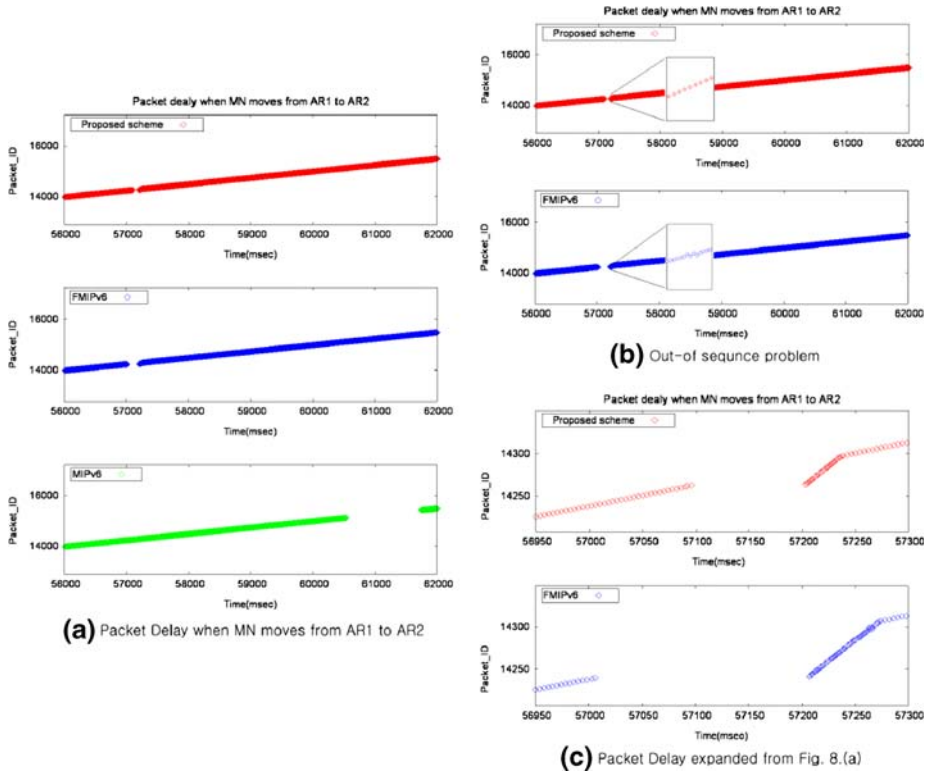 Packet dealy when MN moves from AR1 to AR2
Proposed scheme
Packet_ID
16000
14000
56000 57000 58000 59000 60000 61000 62000
Time(msec)
FMIPv6
Packet_ID
16000
14000
56000 57000 58000 59000 60000 61000 62000
Time(msec)
MIPv6
Packet_ID
16000
14000
56000 57000 58000 59000 60000 61000 62000
Time(msec)
(a) Packet Delay when MN moves from AR1 to AR2
Packet dealy when MN moves from AR1 to AR2
Proposed scheme
Packet_ID
16000
14000
56000 57000 58000 59000 60000 61000 62000
Time(msec)
FMIPv6
Packet_ID
16000
14000
56000 57000 58000 59000 60000 61000 62000
Time(msec)
(b) Out-of sequnce problem
Packet dealy when MN moves from AR1 to AR2
Proposed scheme
Packet_ID
14300
14250
56950 57000 57050 57100 57150 57200 57250 57300
Time(msec)
FMIPv6
Packet_ID
14300
14250
56950 57000 57050 57100 57150 57200 57250 57300
Time(msec)
(c) Packet Delay expanded from Fig. 8.(a)